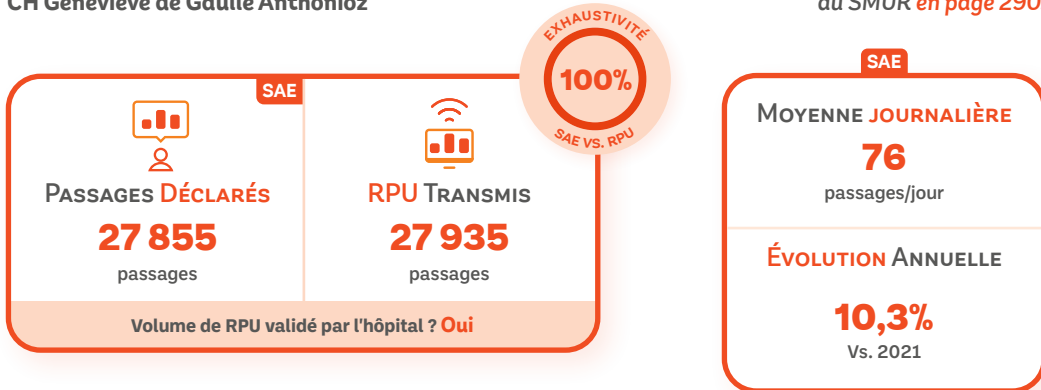 CH Geneviève de Gaulle Anthonioz
du SMUR en page 290
EXHAUSTIVITÉ
100%
SAE VS. RPU
SAE
PASSAGES DÉCLARÉS
27 855
passages
RPU TRANSMIS
27 935
passages
Volume de RPU validé par l'hôpital ? Oui
SAE
MOYENNE JOURNALIÈRE
76
passages/jour
ÉVOLUTION ANNUELLE
10,3%
Vs. 2021